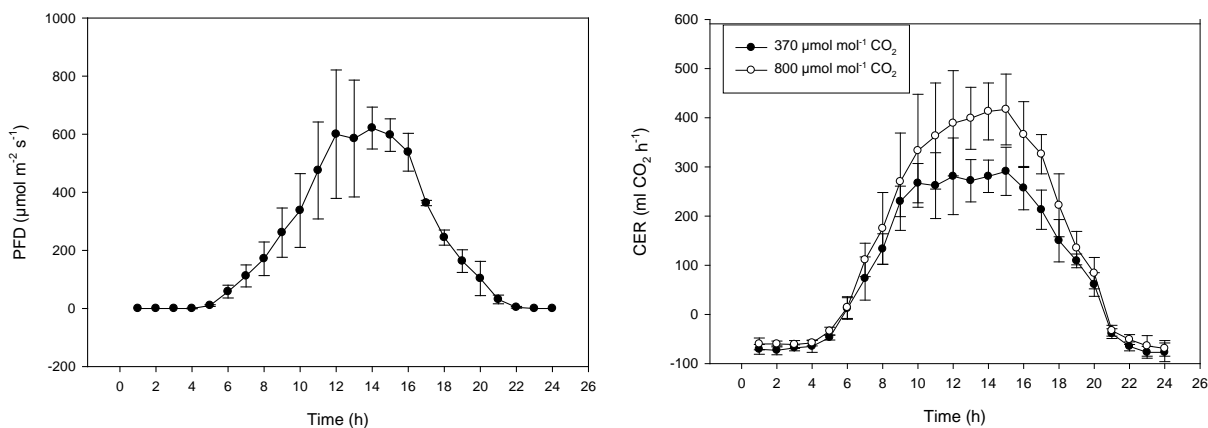 1000
800
600
400
200
0
-200
PFD (µmol m⁻² s⁻¹)
0 2 4 6 8 10 12 14 16 18 20 22 24 26
Time (h)
600
500
400
300
200
100
-0
-100
CER (ml CO₂ h⁻¹)
370 µmol mol⁻¹ CO₂
800 µmol mol⁻¹ CO₂
0 2 4 6 8 10 12 14 16 18 20 22 24 26
Time (h)